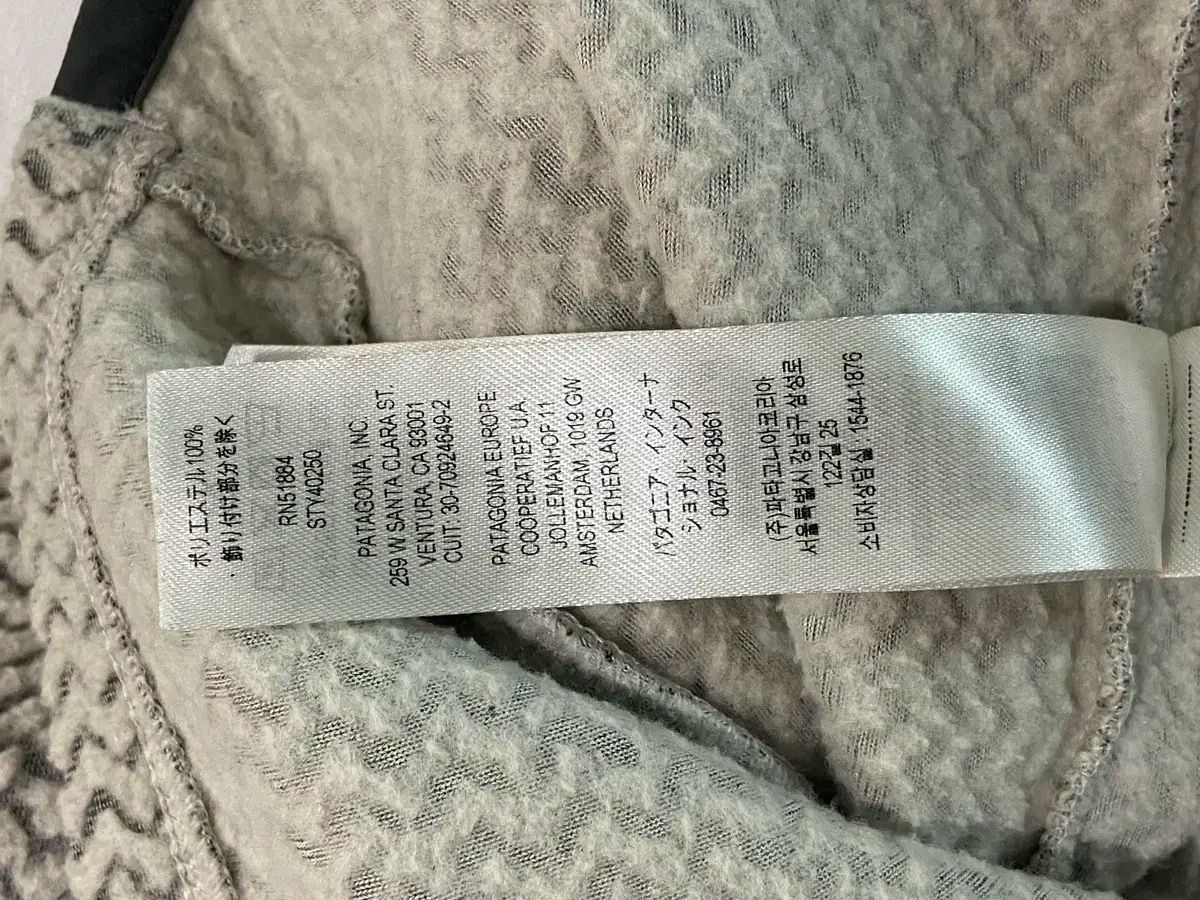 ポリエステル100%
・飾り付け部分を除く
RN51884
STY40250
PATAGONIA, INC.
259 W SANTA CLARA ST.
VENTURA, CA 93001
CUIT: 30-70924649-2
PATAGONIA EUROPE
COOPERATIEF U.A.
JOLLEMANHOF 11
AMSTERDAM, 1019 GW
NETHERLANDS
パタゴニア・インターナ
ショナル・インク
0467-23-8961
(주 파타고니아코리아
서울특별시 강남구 삼성로
122길 25
소비자상담실 1544-1876